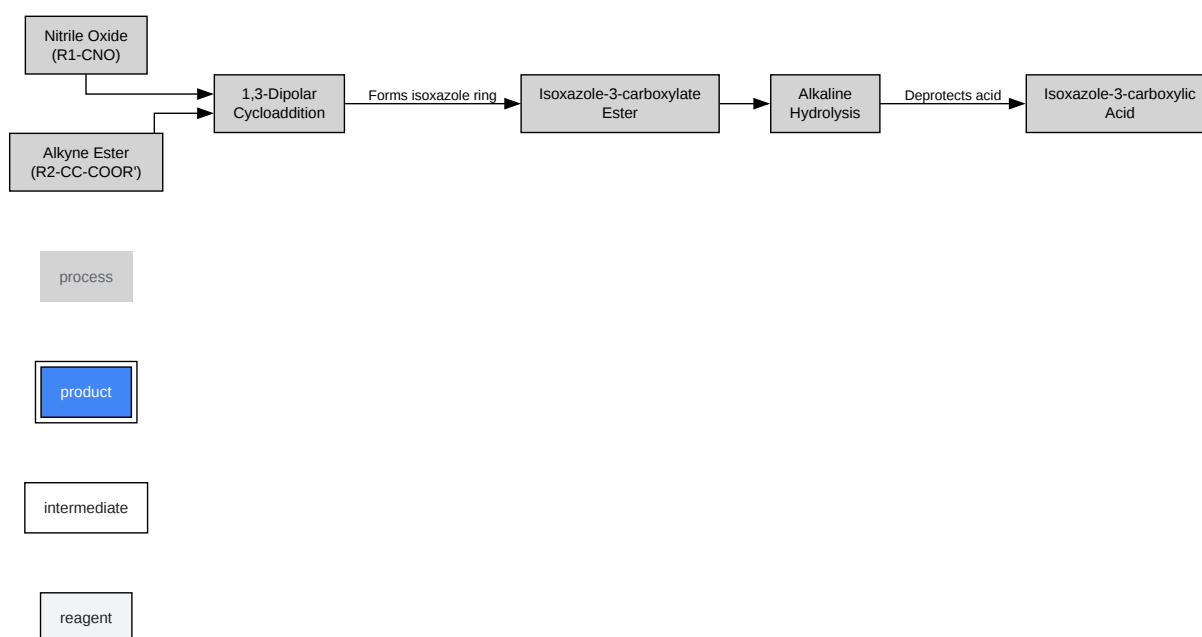 Nitrile Oxide
(R1-CNO)
Alkyne Ester
(R2-CC-COOR')
1,3-Dipolar
Cycloaddition
Forms isoxazole ring
Isoxazole-3-carboxylate
Ester
Alkaline
Hydrolysis
Deprotects acid
Isoxazole-3-carboxylic
Acid
process
product
intermediate
reagent